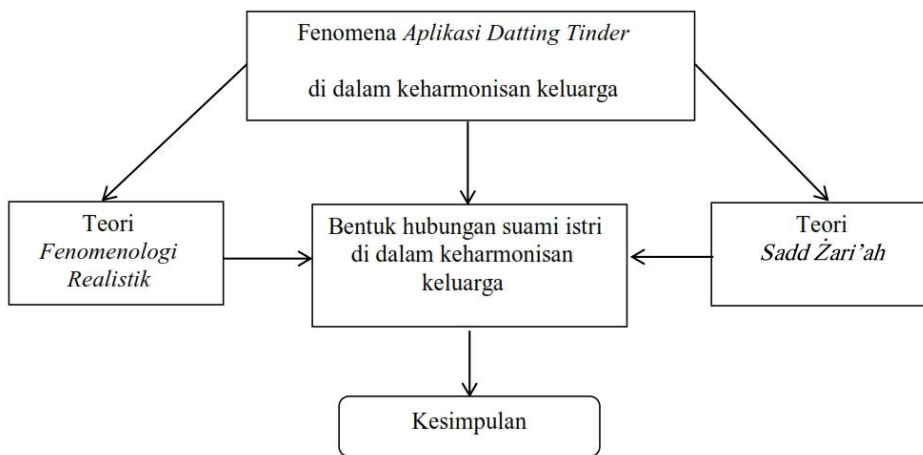 Fenomena Aplikasi Datting Tinder
di dalam keharmonisan keluarga
Teori
Fenomenologi
Realistik
Bentuk hubungan suami istri
di dalam keharmonisan
keluarga
Teori
Sadd Żari’ah
Kesimpulan